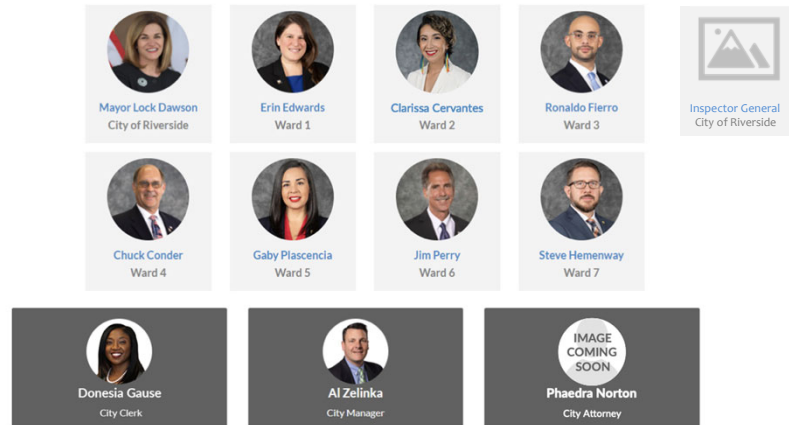 Mayor Lock Dawson
City of Riverside
Erin Edwards
Ward 1
Clarissa Cervantes
Ward 2
Ronaldo Fierro
Ward 3
Inspector General
City of Riverside
Chuck Conder
Ward 4
Gaby Plascencia
Ward 5
Jim Perry
Ward 6
Steve Hemenway
Ward 7
Donesia Gause
City Clerk
Al Zelinka
City Manager
IMAGE
COMING
SOON
Phaedra Norton
City Attorney